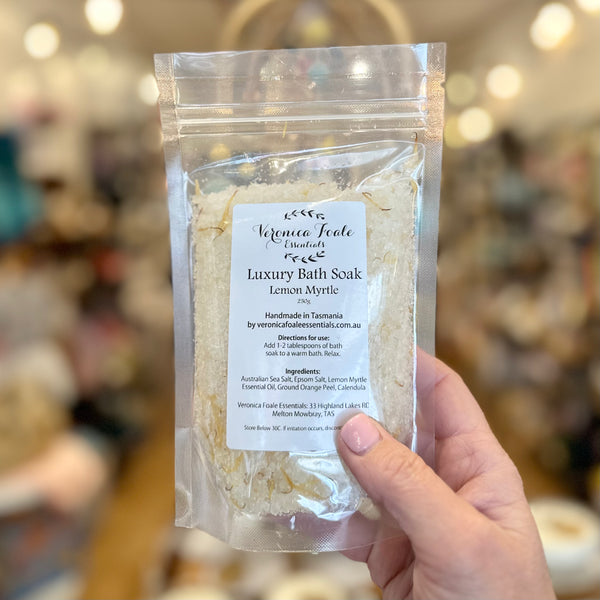 Veronica Foale
Essentials
Luxury Bath Soak
Lemon Myrtle
250g
Handmade in Tasmania
by veronicafoaleessentials.com.au
Directions for use:
Add 1-2 tablespoons of bath
soak to a warm bath. Relax.
Ingredients:
Australian Sea Salt, Epsom Salt, Lemon Myrtle
Essential Oil, Ground Orange Peel, Calendula
Veronica Foale Essentials: 33 Highland Lakes RD
Melton Mowbray, TAS
Store Below 30C. If irritation occurs,